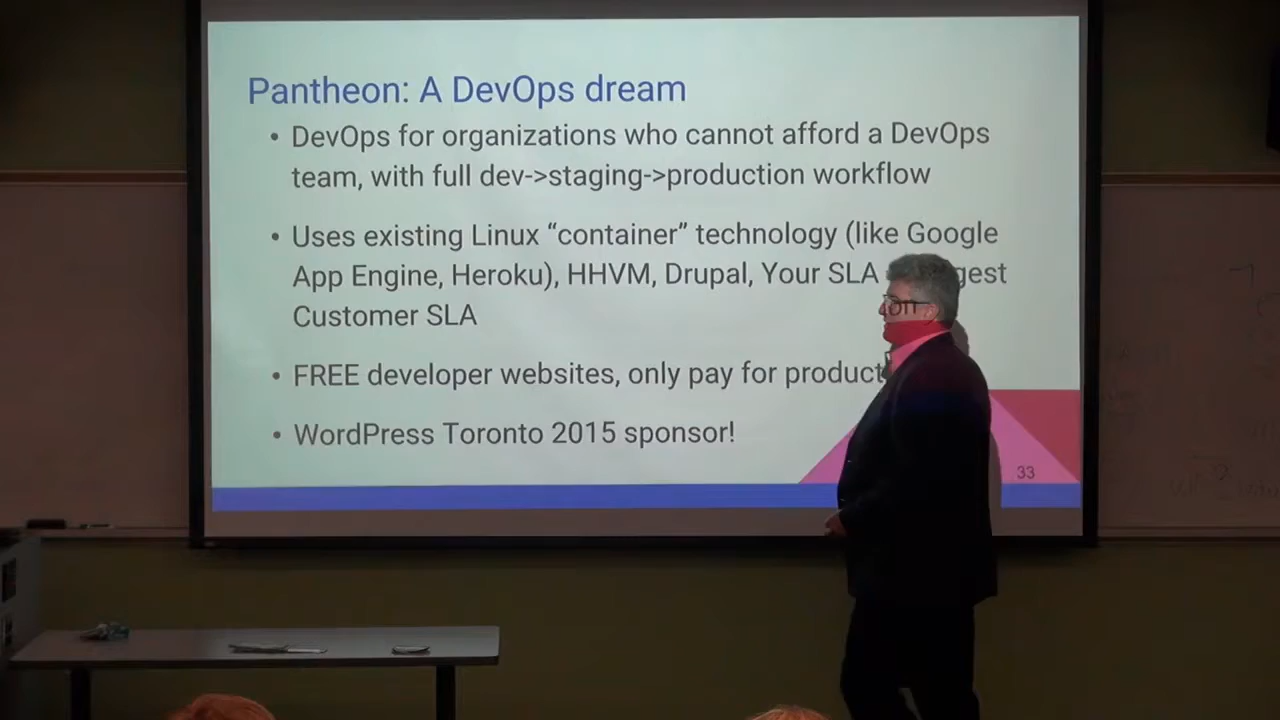 Pantheon: A DevOps dream
• DevOps for organizations who cannot afford a DevOps
team, with full dev->staging->production workflow
• Uses existing Linux “container” technology (like Google
App Engine, Heroku), HHVM, Drupal, Your SLA
Customer SLA
• FREE developer websites, only pay for
• WordPress Toronto 2015 sponsor!
33